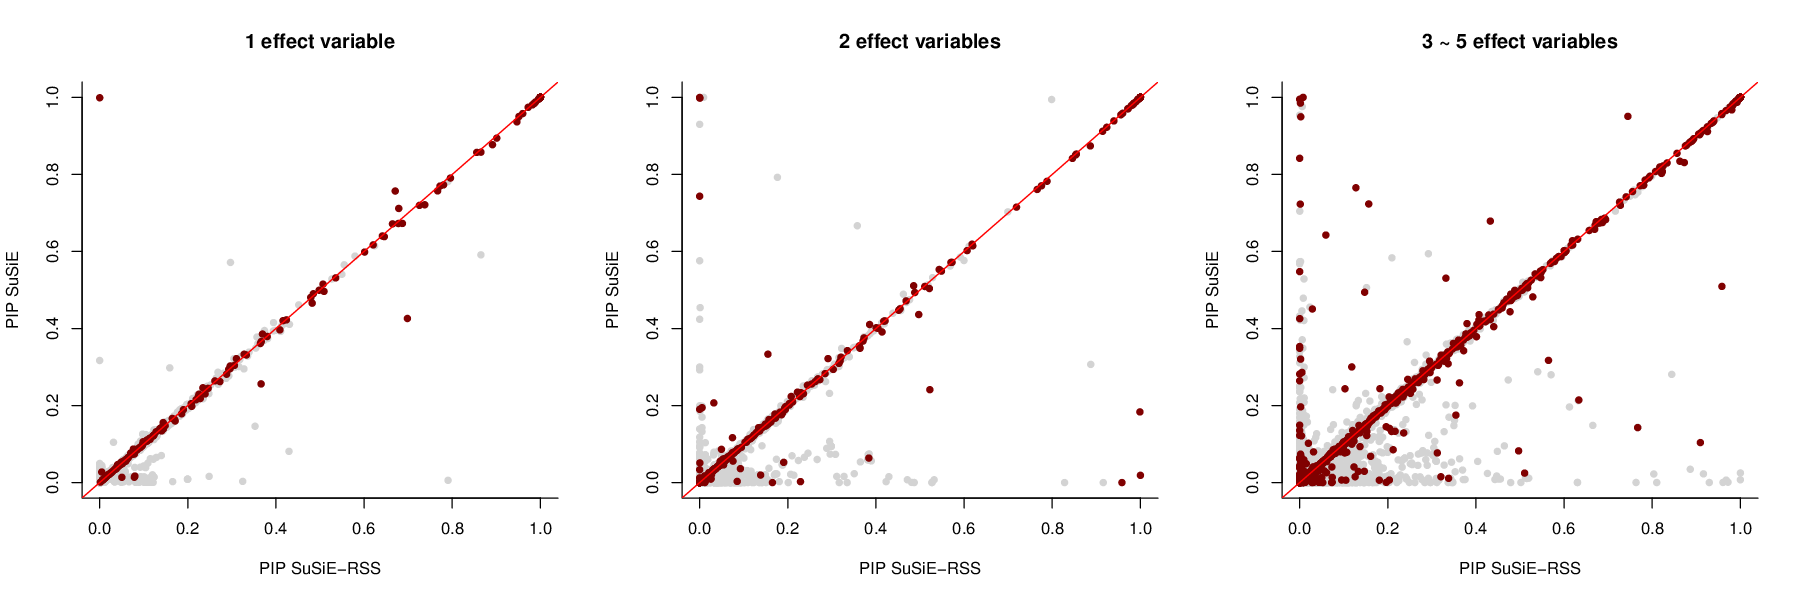 1 effect variable
PIP SuSiE
1.0
0.8
0.6
0.4
0.2
0.0
0.0 0.2 0.4 0.6 0.8 1.0
PIP SuSiE−RSS
2 effect variables
PIP SuSiE
1.0
0.8
0.6
0.4
0.2
0.0
0.0 0.2 0.4 0.6 0.8 1.0
PIP SuSiE−RSS
3 ~ 5 effect variables
PIP SuSiE
1.0
0.8
0.6
0.4
0.2
0.0
0.0 0.2 0.4 0.6 0.8 1.0
PIP SuSiE−RSS